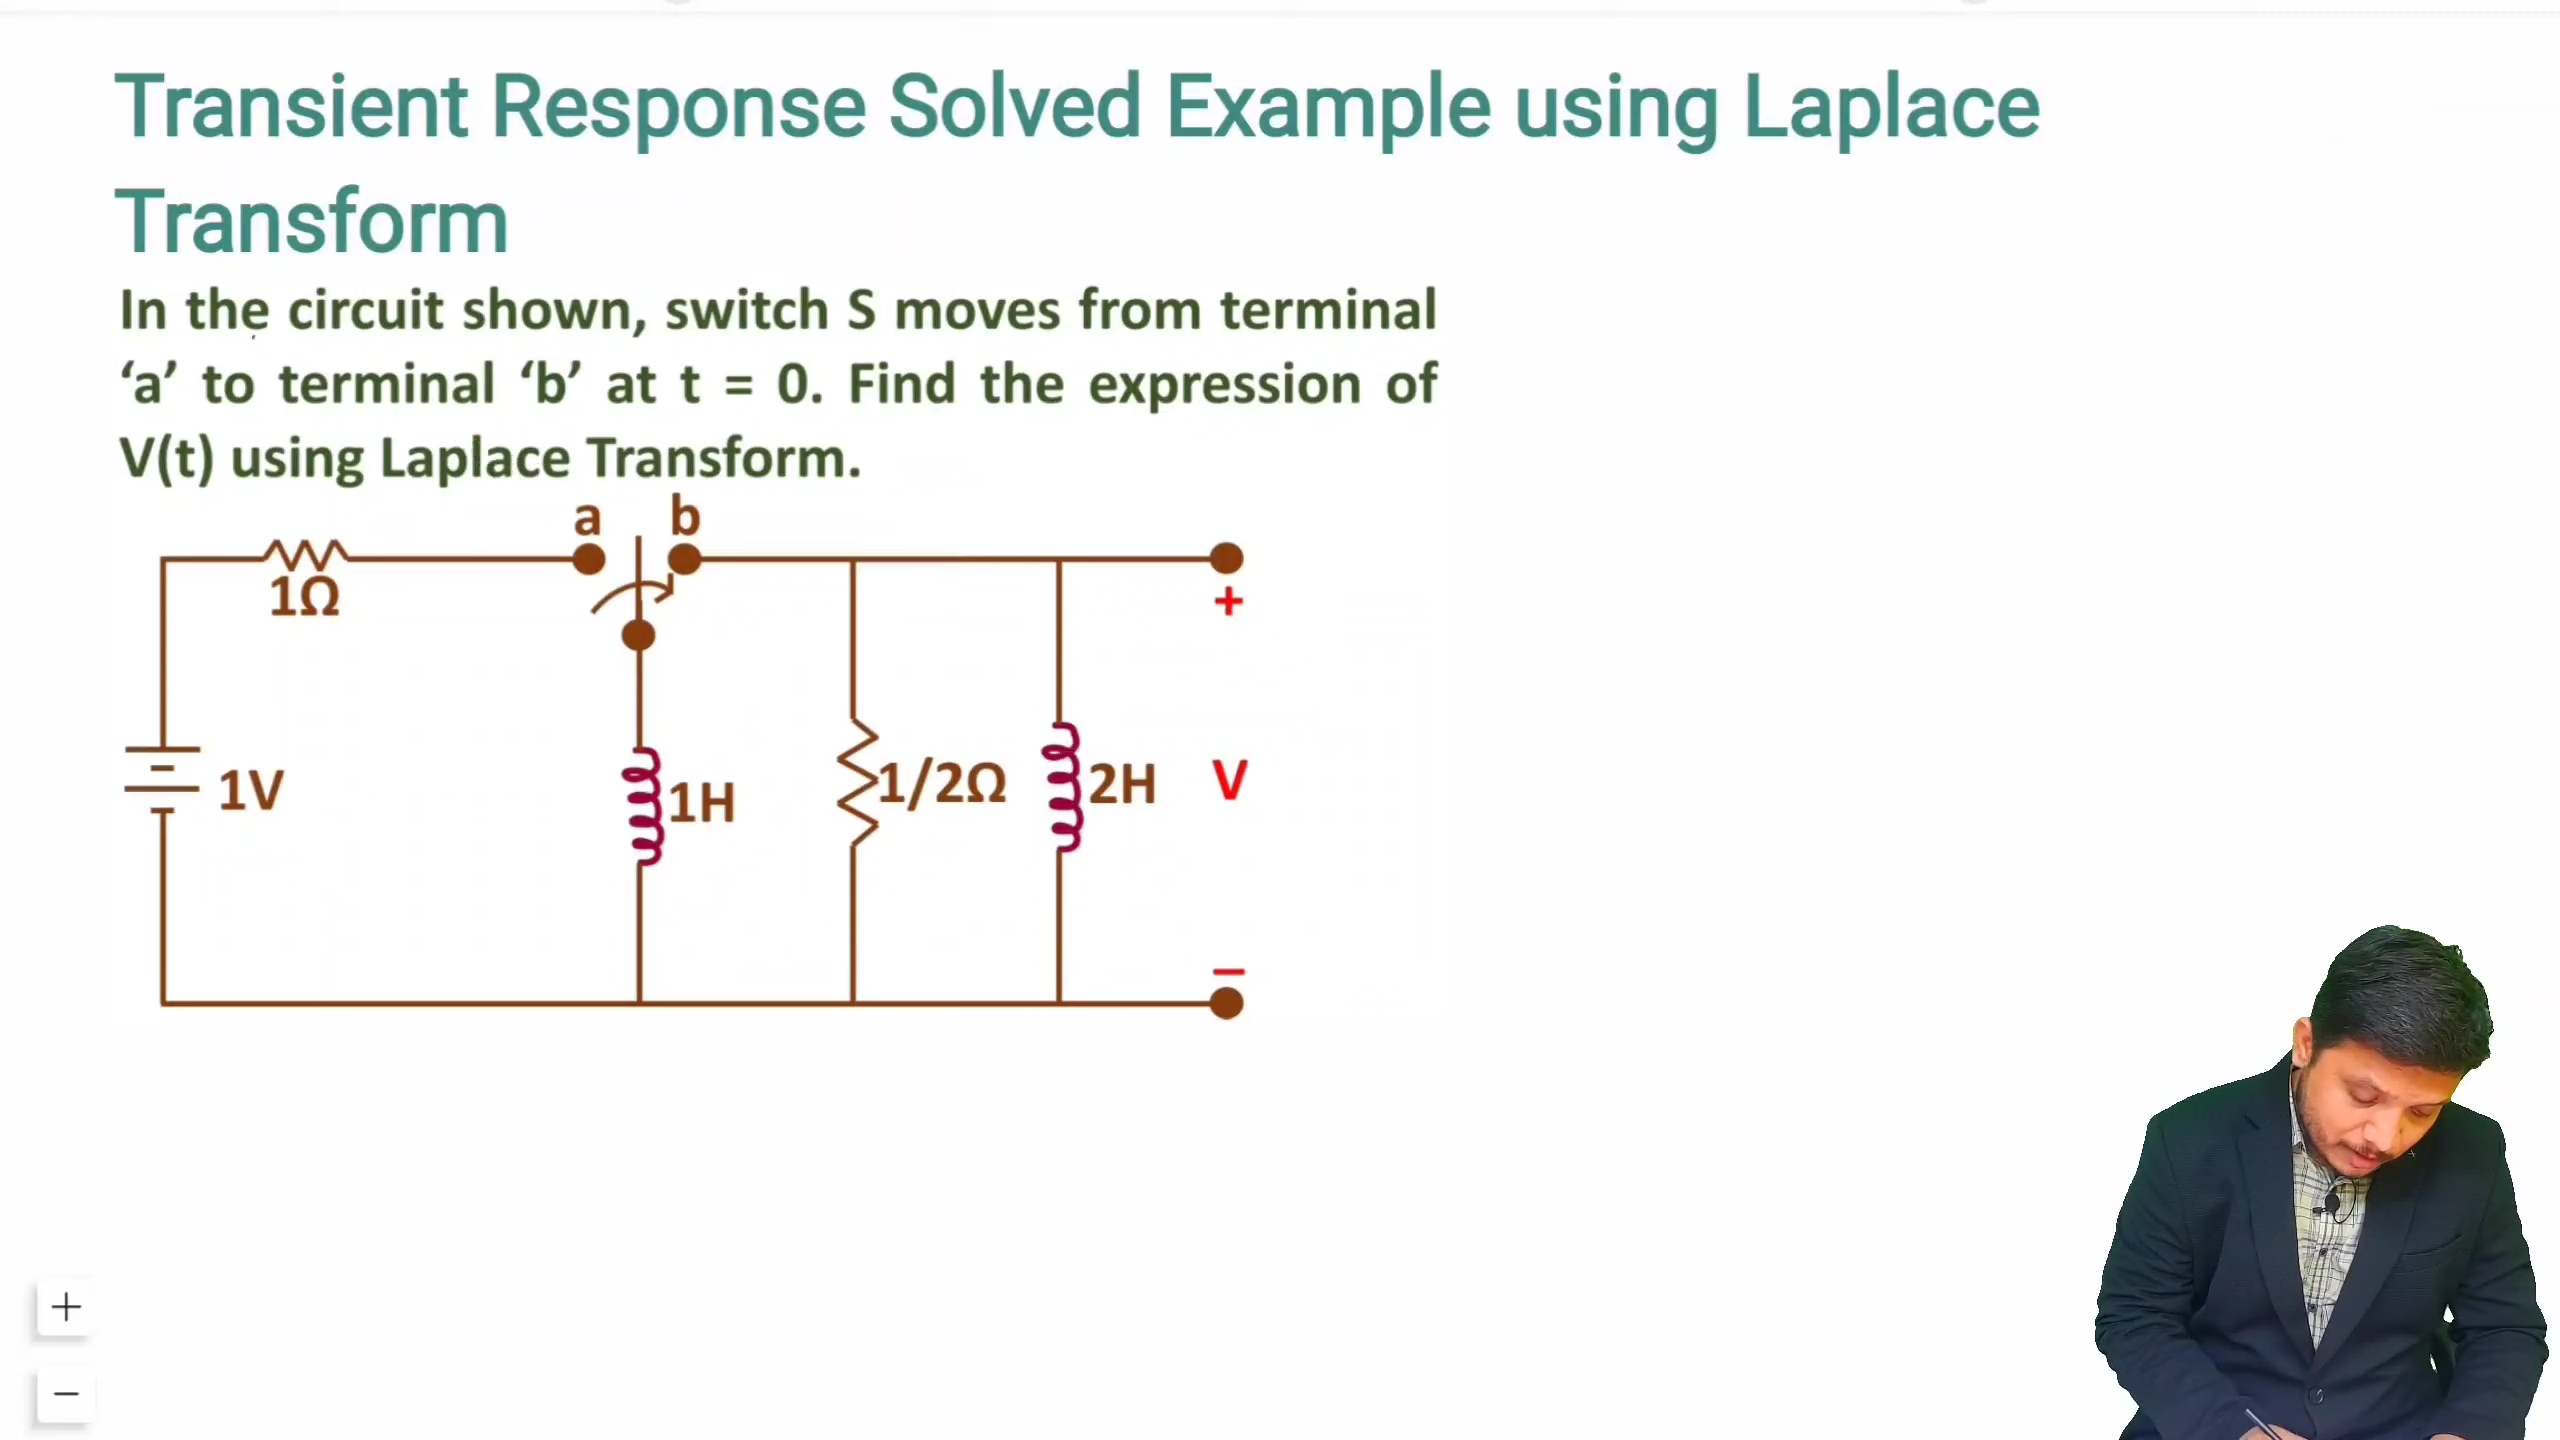 Transient Response Solved Example using Laplace
Transform
In the circuit shown, switch S moves from terminal
‘a’ to terminal ‘b’ at t = 0. Find the expression of
V(t) using Laplace Transform.
a b
1Ω
+
1V
1H
1/2Ω
2H
V
−
+
−